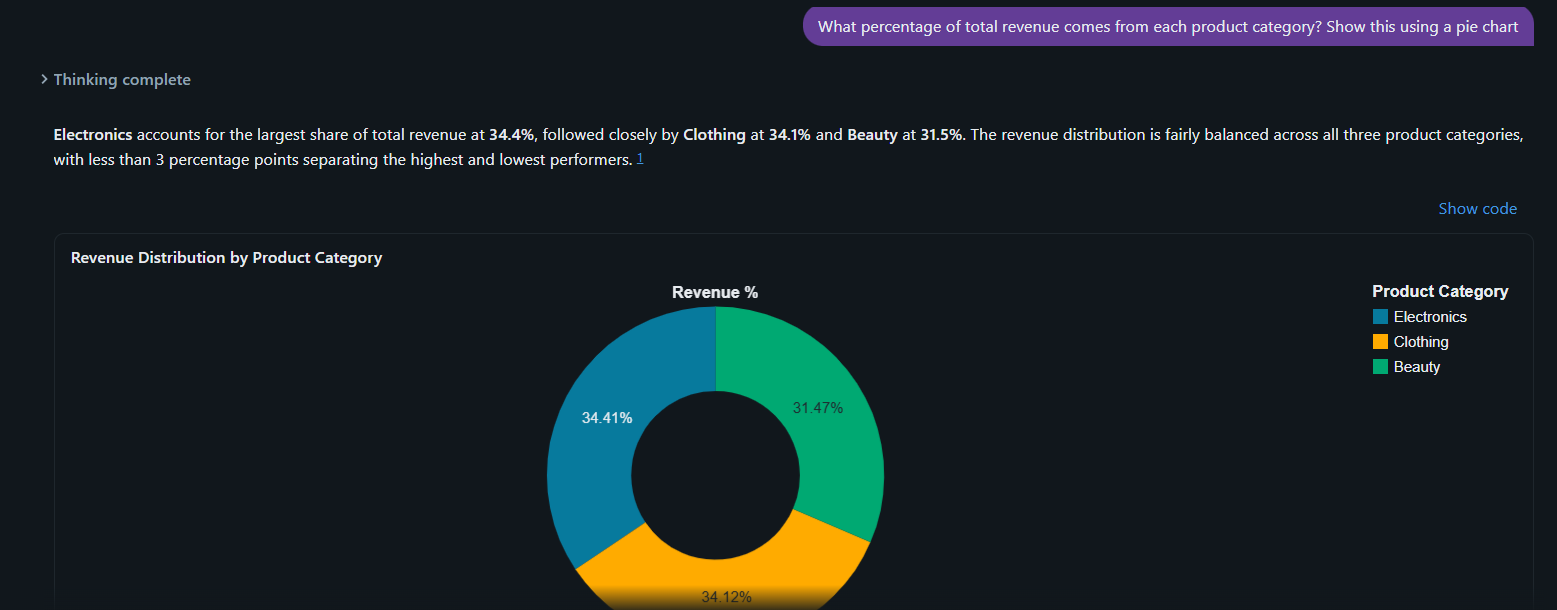 What percentage of total revenue comes from each product category? Show this using a pie chart
Thinking complete
Electronics accounts for the largest share of total revenue at 34.4%, followed closely by Clothing at 34.1% and Beauty at 31.5%. The revenue distribution is fairly balanced across all three product categories,
with less than 3 percentage points separating the highest and lowest performers. 1
Show code
Revenue Distribution by Product Category
Revenue %
Product Category
Electronics
Clothing
Beauty
31.47%
34.41%
34.12%